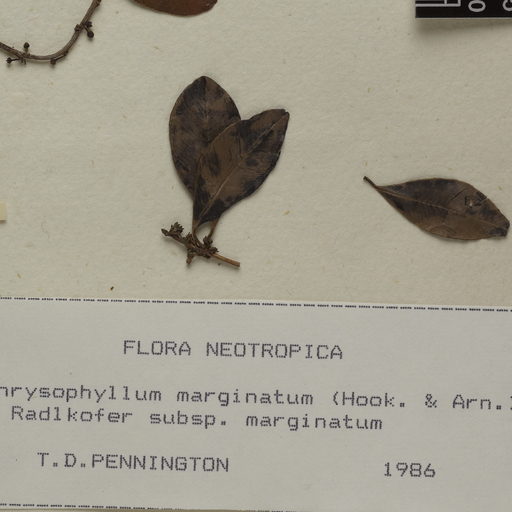 FLORA NEOTROPICA
hrysophyllum marginatum (Hook. & Arn.)
Radlkofer subsp. marginatum
T.D.PENNINGTON 1986